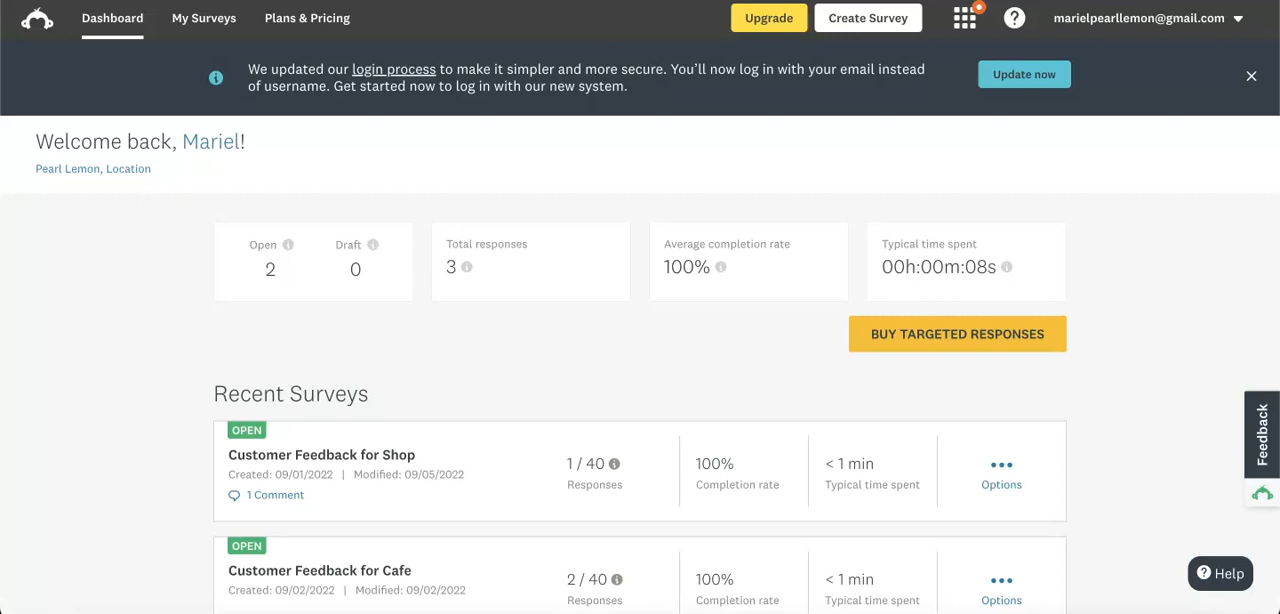 Dashboard My Surveys Plans & Pricing Upgrade Create Survey ? marielpearllemon@gmail.com
We updated our login process to make it simpler and more secure. You’ll now log in with your email instead
of username. Get started now to log in with our new system.
Update now
Welcome back, Mariel!
Pearl Lemon, Location
Open Draft
2 0
Total responses
3
Average completion rate
100%
Typical time spent
00h:00m:08s
BUY TARGETED RESPONSES
Recent Surveys
OPEN
Customer Feedback for Shop
Created: 09/01/2022 | Modified: 09/05/2022
1 Comment
1 / 40
Responses
100%
Completion rate
< 1 min
Typical time spent
Options
OPEN
Customer Feedback for Cafe
Created: 09/02/2022 | Modified: 09/02/2022
2 / 40
Responses
100%
Completion rate
< 1 min
Typical time spent
Options
Feedback
? Help